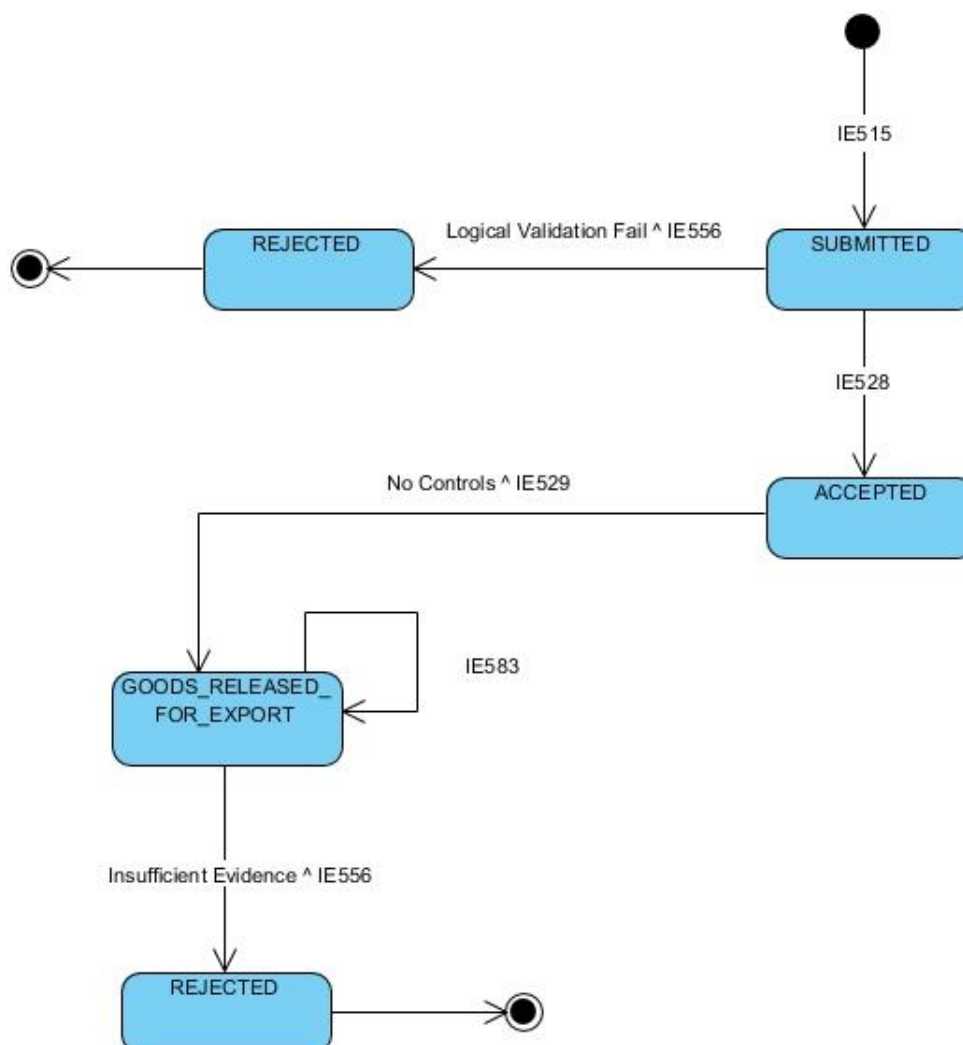 IE515
Logical Validation Fail ^ IE556
REJECTED
SUBMITTED
IE528
No Controls ^ IE529
ACCEPTED
IE583
GOODS_RELEASED_
FOR_EXPORT
Insufficient Evidence ^ IE556
REJECTED